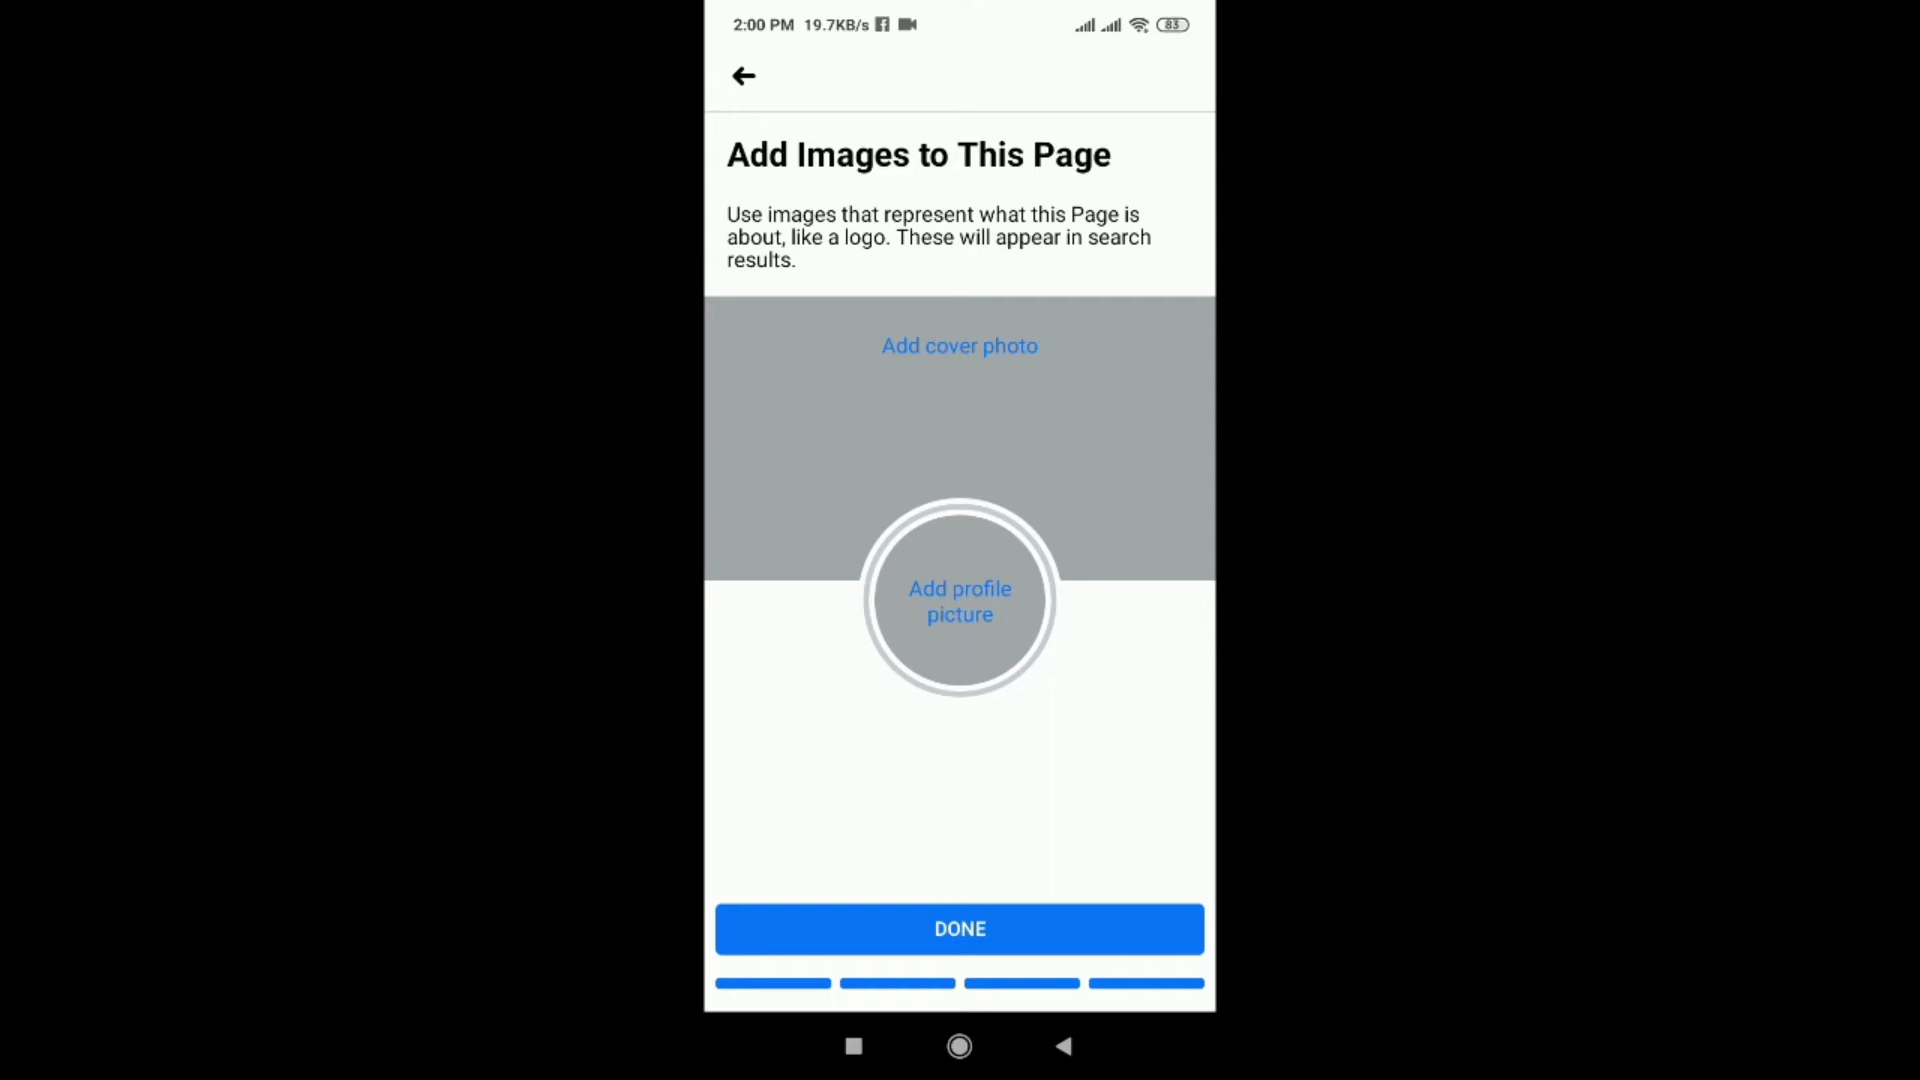 2:00 PM 19.7KB/s
83
Add Images to This Page
Use images that represent what this Page is
about, like a logo. These will appear in search
results.
Add cover photo
Add profile
picture
DONE